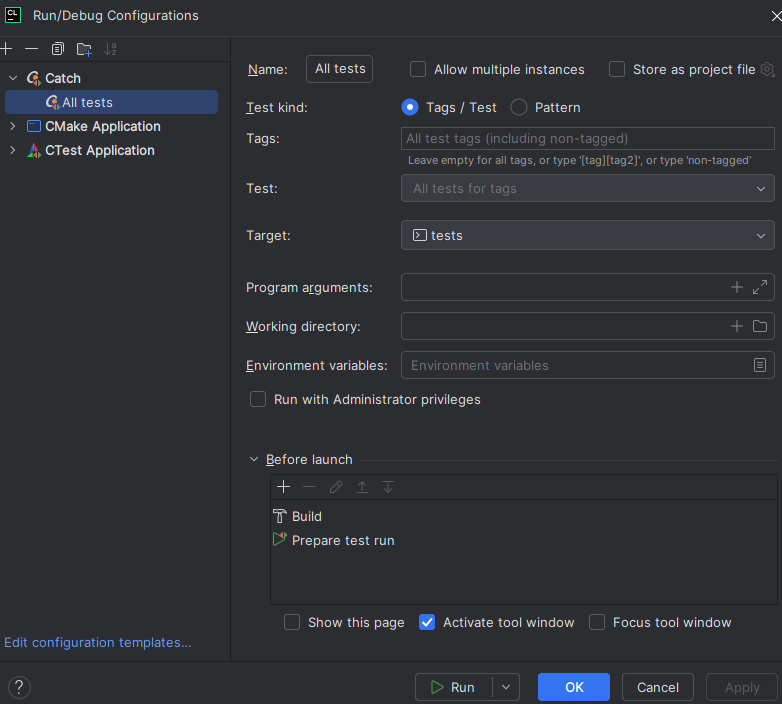 CL
Run/Debug Configurations
Catch
All tests
CMake Application
CTest Application
Edit configuration templates...
Name: All tests Allow multiple instances Store as project file
Test kind: Tags / Test Pattern
Tags: All test tags (including non-tagged)
Leave empty for all tags, or type '[tag][tag2]', or type 'non-tagged'
Test: All tests for tags
Target: tests
Program arguments:
Working directory:
Environment variables: Environment variables
Run with Administrator privileges
Before launch
Build
Prepare test run
Show this page Activate tool window Focus tool window
? Run OK Cancel Apply